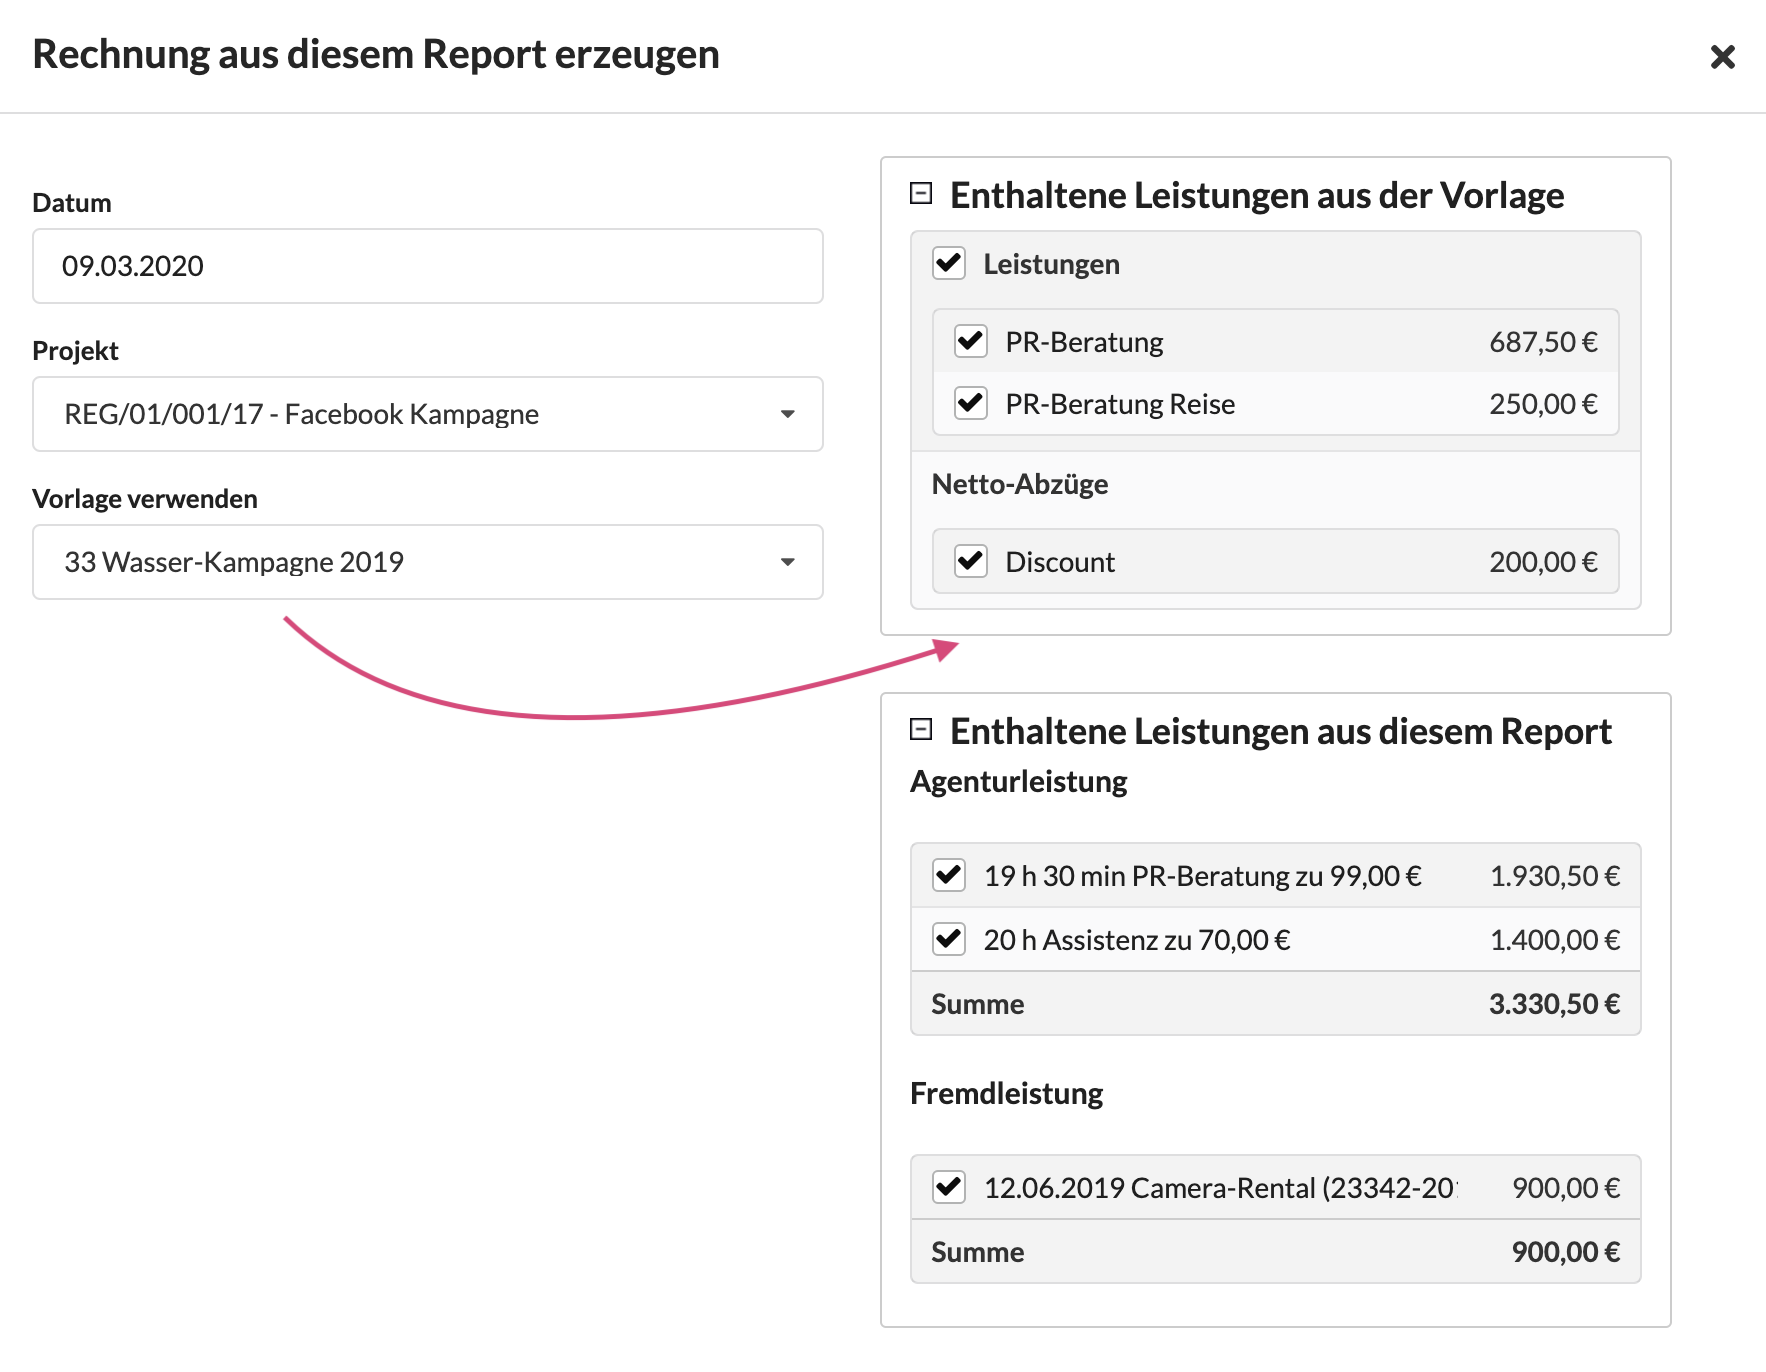 Rechnung aus diesem Report erzeugen
Datum
09.03.2020
Projekt
REG/01/001/17 - Facebook Kampagne
Vorlage verwenden
33 Wasser-Kampagne 2019
Enthaltene Leistungen aus der Vorlage
Leistungen
PR-Beratung 687,50 €
PR-Beratung Reise 250,00 €
Netto-Abzüge
Discount 200,00 €
Enthaltene Leistungen aus diesem Report
Agenturleistung
19 h 30 min PR-Beratung zu 99,00 € 1.930,50 €
20 h Assistenz zu 70,00 € 1.400,00 €
Summe 3.330,50 €
Fremdleistung
12.06.2019 Camera-Rental (23342-20 900,00 €
Summe 900,00 €